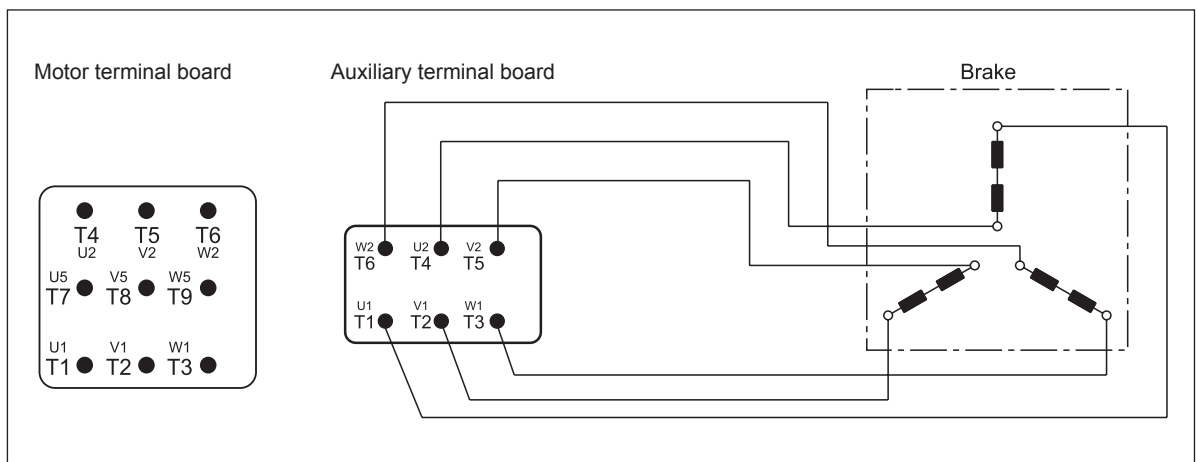 Motor terminal board
Auxiliary terminal board
Brake
T4 T5 T6
U2 V2 W2
U5 V5 W5
T7 T8 T9
U1 V1 W1
T1 T2 T3
W2 U2 V2
T6 T4 T5
U1 V1 W1
T1 T2 T3